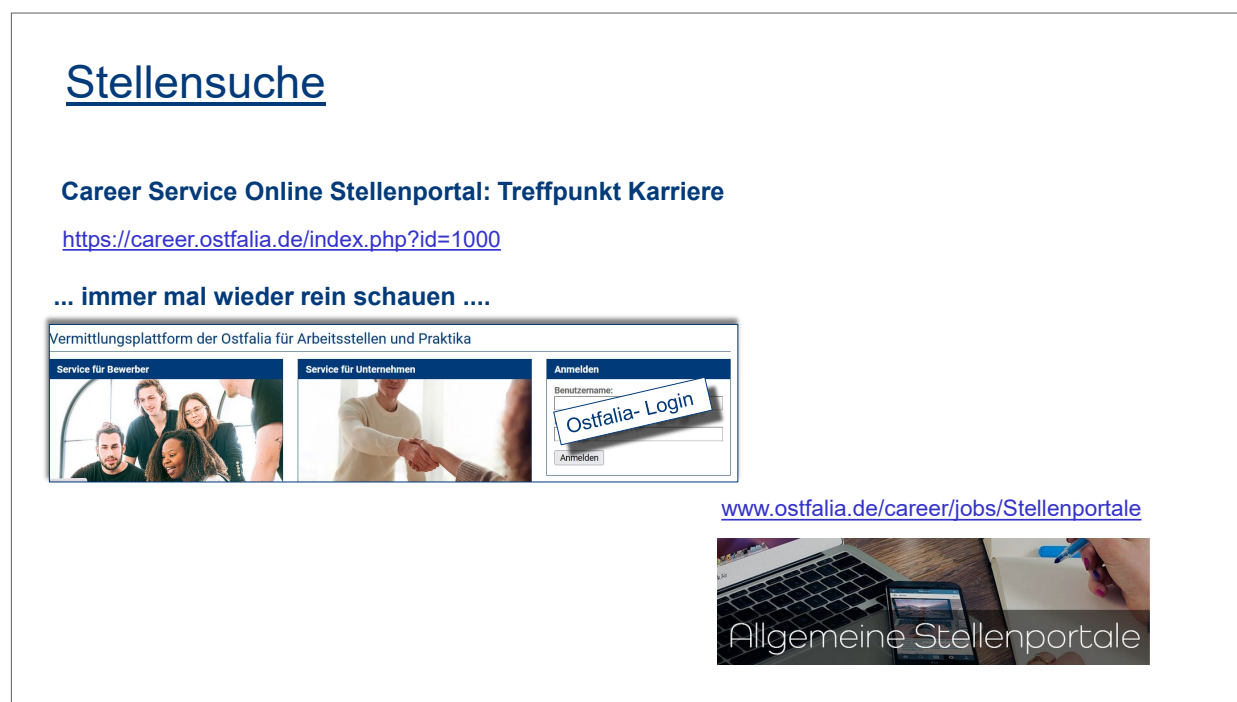 Stellensuche
Career Service Online Stellenportal: Treffpunkt Karriere
https://career.ostfalia.de/index.php?id=1000
... immer mal wieder rein schauen ....
Vermittlungsplattform der Ostfalia für Arbeitsstellen und Praktika
Service für Bewerber
Service für Unternehmen
Anmelden
Benutzername:
Ostfalia- Login
Anmelden
www.ostfalia.de/career/jobs/Stellenportale
Allgemeine Stellenportale